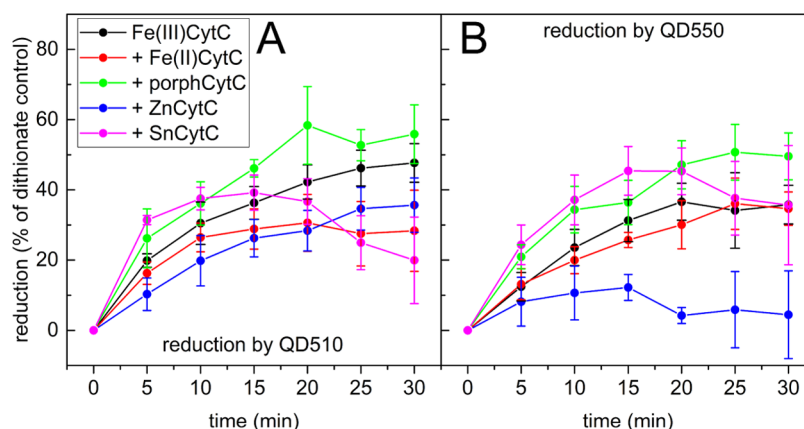 Fe(III)CytC
+ Fe(II)CytC
+ porphCytC
+ ZnCytC
+ SnCytC
A
B
reduction by QD550
reduction by QD510
reduction (% of dithionate control)
80
60
40
20
0
0 5 10 15 20 25 30
0 5 10 15 20 25 30
time (min)
time (min)